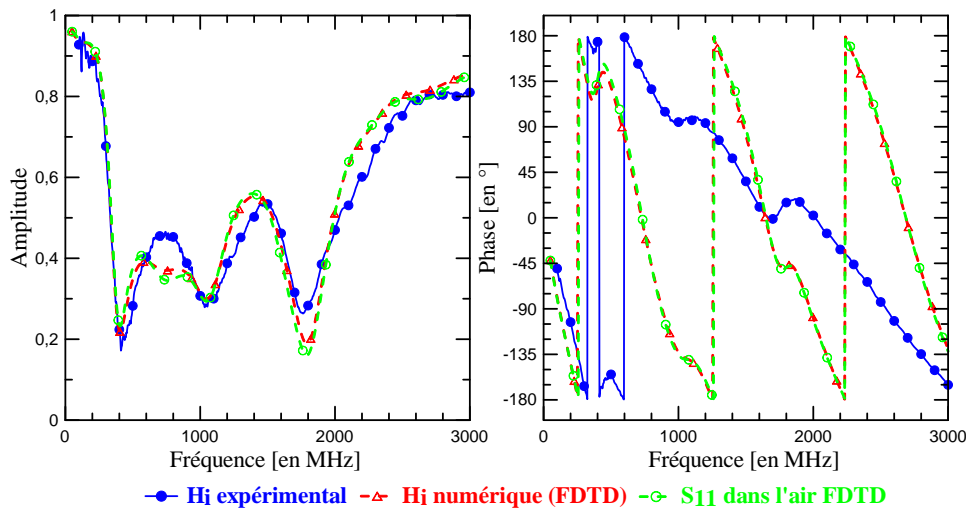 1
0,8
0,6
0,4
0,2
0
Amplitude
0 1000 2000 3000
Fréquence [en MHz]
180
135
90
45
0
-45
-90
-135
-180
Phase [en °]
0 1000 2000 3000
Fréquence [en MHz]
Hi expérimental Hi numérique (FDTD) S11 dans l'air FDTD